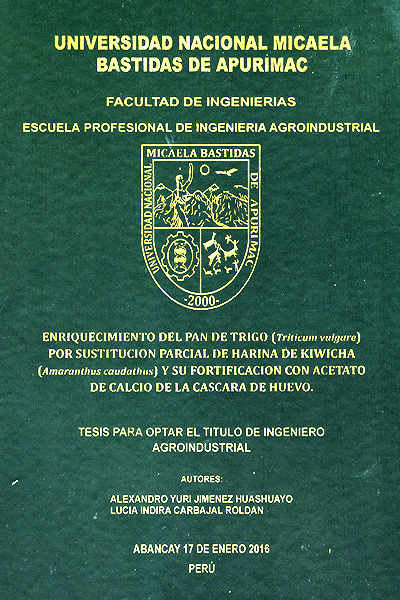 UNIVERSIDAD NACIONAL MICAELA
BASTIDAS DE APURÍMAC
FACULTAD DE INGENIERIAS
ESCUELA PROFESIONAL DE INGENIERIA AGROINDUSTRIAL
MICAELA BASTIDAS
UNIVERSIDAD NACIONAL
DE APURIMAC
-2000-
ENRIQUECIMIENTO DEL PAN DE TRIGO (Triticum vulgare)
POR SUSTITUCION PARCIAL DE HARINA DE KIWICHA
(Amaranthus caudathus) Y SU FORTIFICACION CON ACETATO
DE CALCIO DE LA CASCARA DE HUEVO.
TESIS PARA OPTAR EL TITULO DE INGENIERO
AGROINDUSTRIAL
AUTORES:
ALEXANDRO YURI JIMENEZ HUASHUAYO
LUCIA INDIRA CARBAJAL ROLDAN
ABANCAY 17 DE ENERO 2016
PERÚ